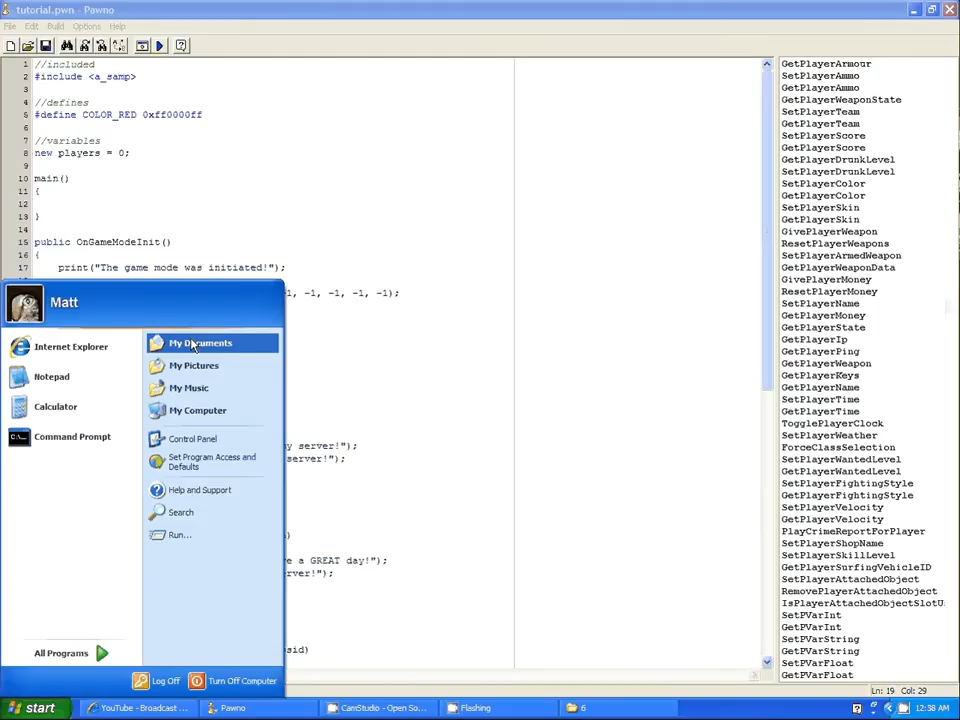 tutorial.pwn - Pawno
File Edit Build Options Help
1 //included
2 #include <a_samp>
3
4 //defines
5 #define COLOR_RED 0xff0000ff
6
7 //variables
8 new players = 0;
9
10 main()
11 {
12
13 }
14
15 public OnGameModeInit()
16 {
17 print("The game mode was initiated!");
-1, -1, -1, -1, -1);
y server!");
server!");
)
e a GREAT day!");
rver!");
sid)
GetPlayerArmour
SetPlayerAmmo
GetPlayerAmmo
GetPlayerWeaponState
SetPlayerTeam
GetPlayerTeam
SetPlayerScore
GetPlayerScore
GetPlayerDrunkLevel
SetPlayerDrunkLevel
SetPlayerColor
GetPlayerColor
SetPlayerSkin
GetPlayerSkin
GivePlayerWeapon
ResetPlayerWeapons
SetPlayerArmedWeapon
GetPlayerWeaponData
GivePlayerMoney
ResetPlayerMoney
SetPlayerName
GetPlayerMoney
GetPlayerState
GetPlayerIp
GetPlayerPing
GetPlayerWeapon
GetPlayerKeys
GetPlayerName
SetPlayerTime
GetPlayerTime
TogglePlayerClock
SetPlayerWeather
ForceClassSelection
SetPlayerWantedLevel
GetPlayerWantedLevel
SetPlayerFightingStyle
GetPlayerFightingStyle
SetPlayerVelocity
GetPlayerVelocity
PlayCrimeReportForPlayer
SetPlayerShopName
SetPlayerSkillLevel
GetPlayerSurfingVehicleID
SetPlayerAttachedObject
RemovePlayerAttachedObject
IsPlayerAttachedObjectSlotU
SetPVarInt
GetPVarInt
SetPVarString
GetPVarString
SetPVarFloat
GetPVarFloat
Matt
Internet Explorer
Notepad
Calculator
Command Prompt
All Programs
My Documents
My Pictures
My Music
My Computer
Control Panel
Set Program Access and
Defaults
Help and Support
Search
Run...
Log Off
Turn Off Computer
Ln: 19 Col: 29
start
YouTube - Broadcast ...
Pawno
CamStudio - Open So...
Flashing
6
12:38 AM